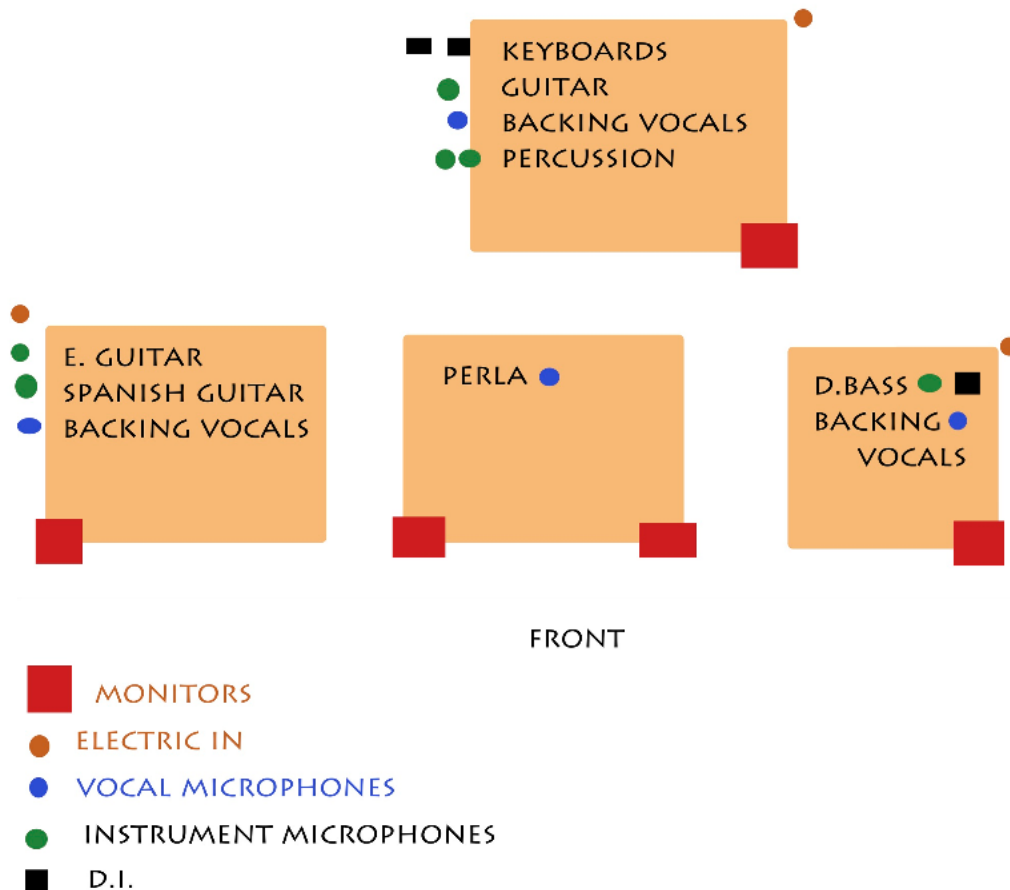 KEYBOARDS
GUITAR
BACKING VOCALS
PERCUSSION
E. GUITAR
SPANISH GUITAR
BACKING VOCALS
PERLA
D.BASS
BACKING
VOCALS
FRONT
MONITORS
ELECTRIC IN
VOCAL MICROPHONES
INSTRUMENT MICROPHONES
D.I.